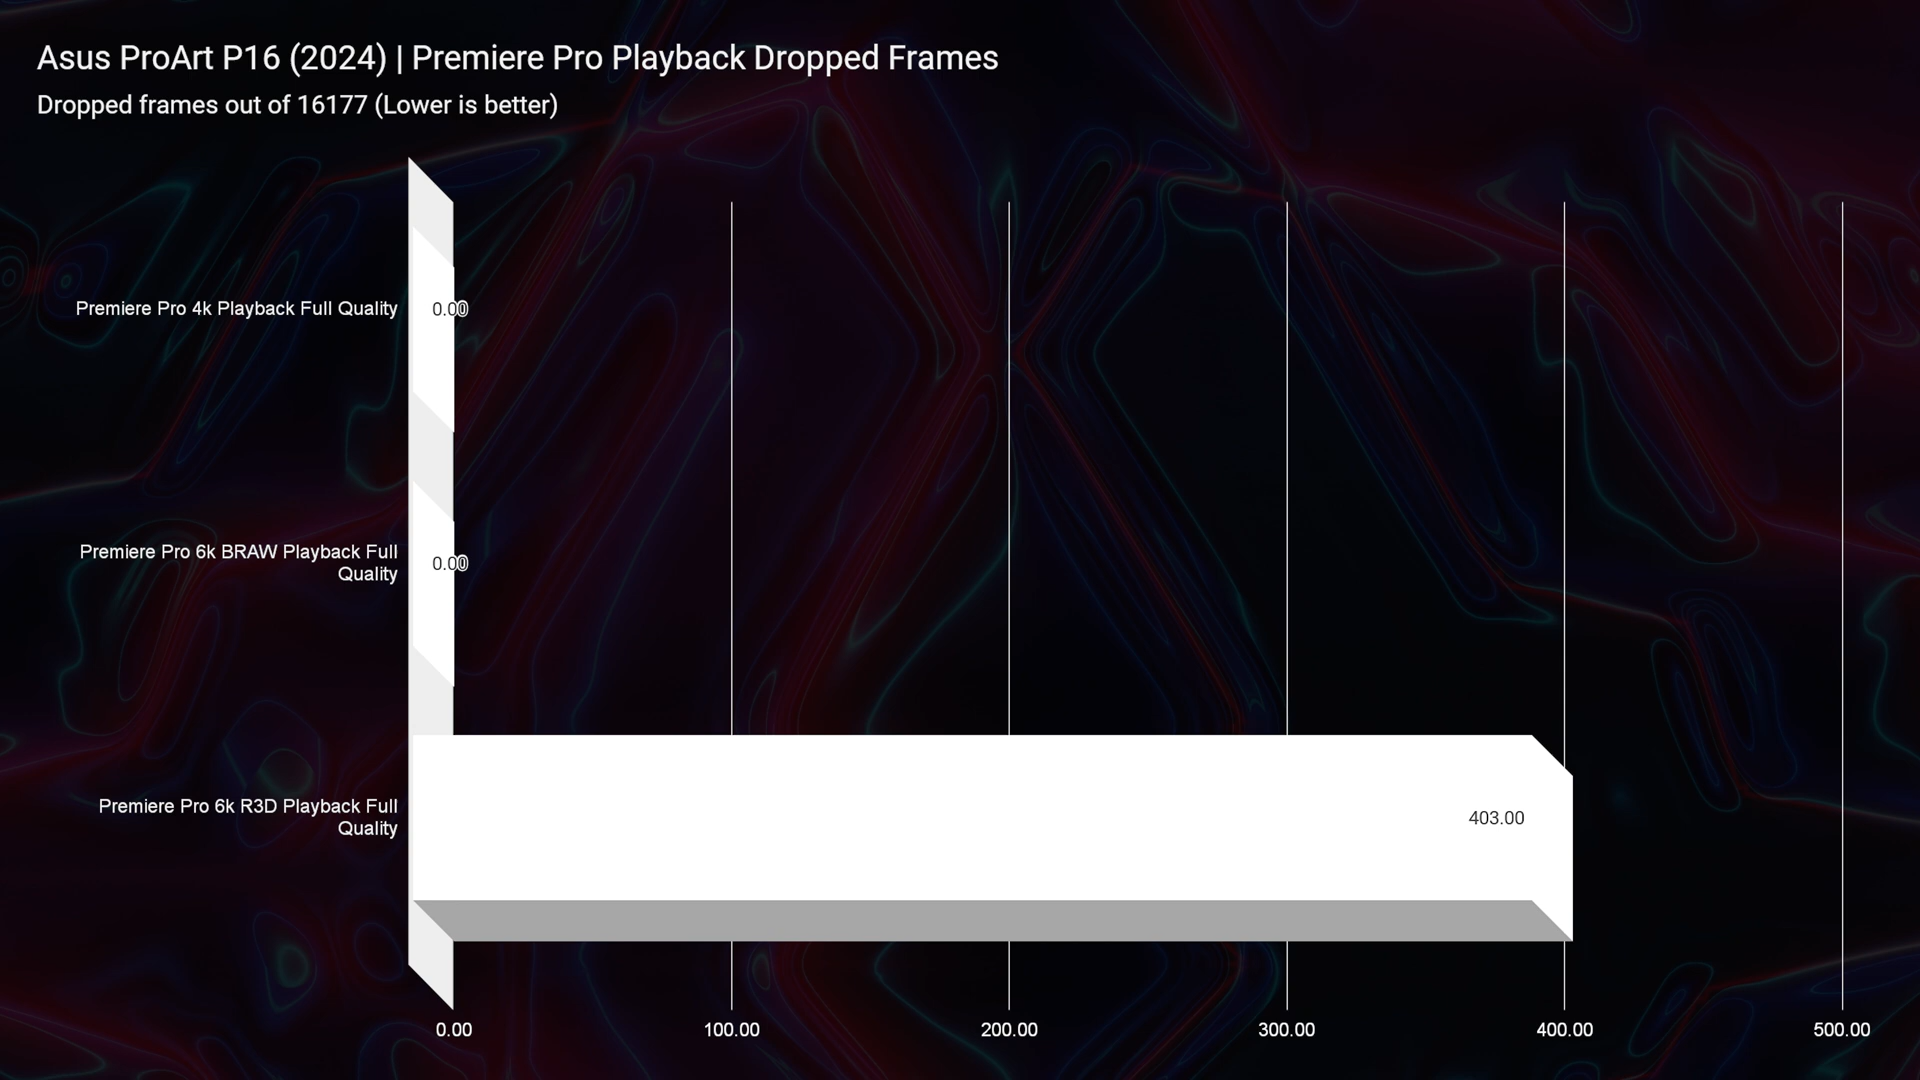 Asus ProArt P16 (2024) | Premiere Pro Playback Dropped Frames
Dropped frames out of 16177 (Lower is better)
Premiere Pro 4k Playback Full Quality
0.00
Premiere Pro 6k BRAW Playback Full
Quality
0.00
Premiere Pro 6k R3D Playback Full
Quality
403.00
0.00
100.00
200.00
300.00
400.00
500.00